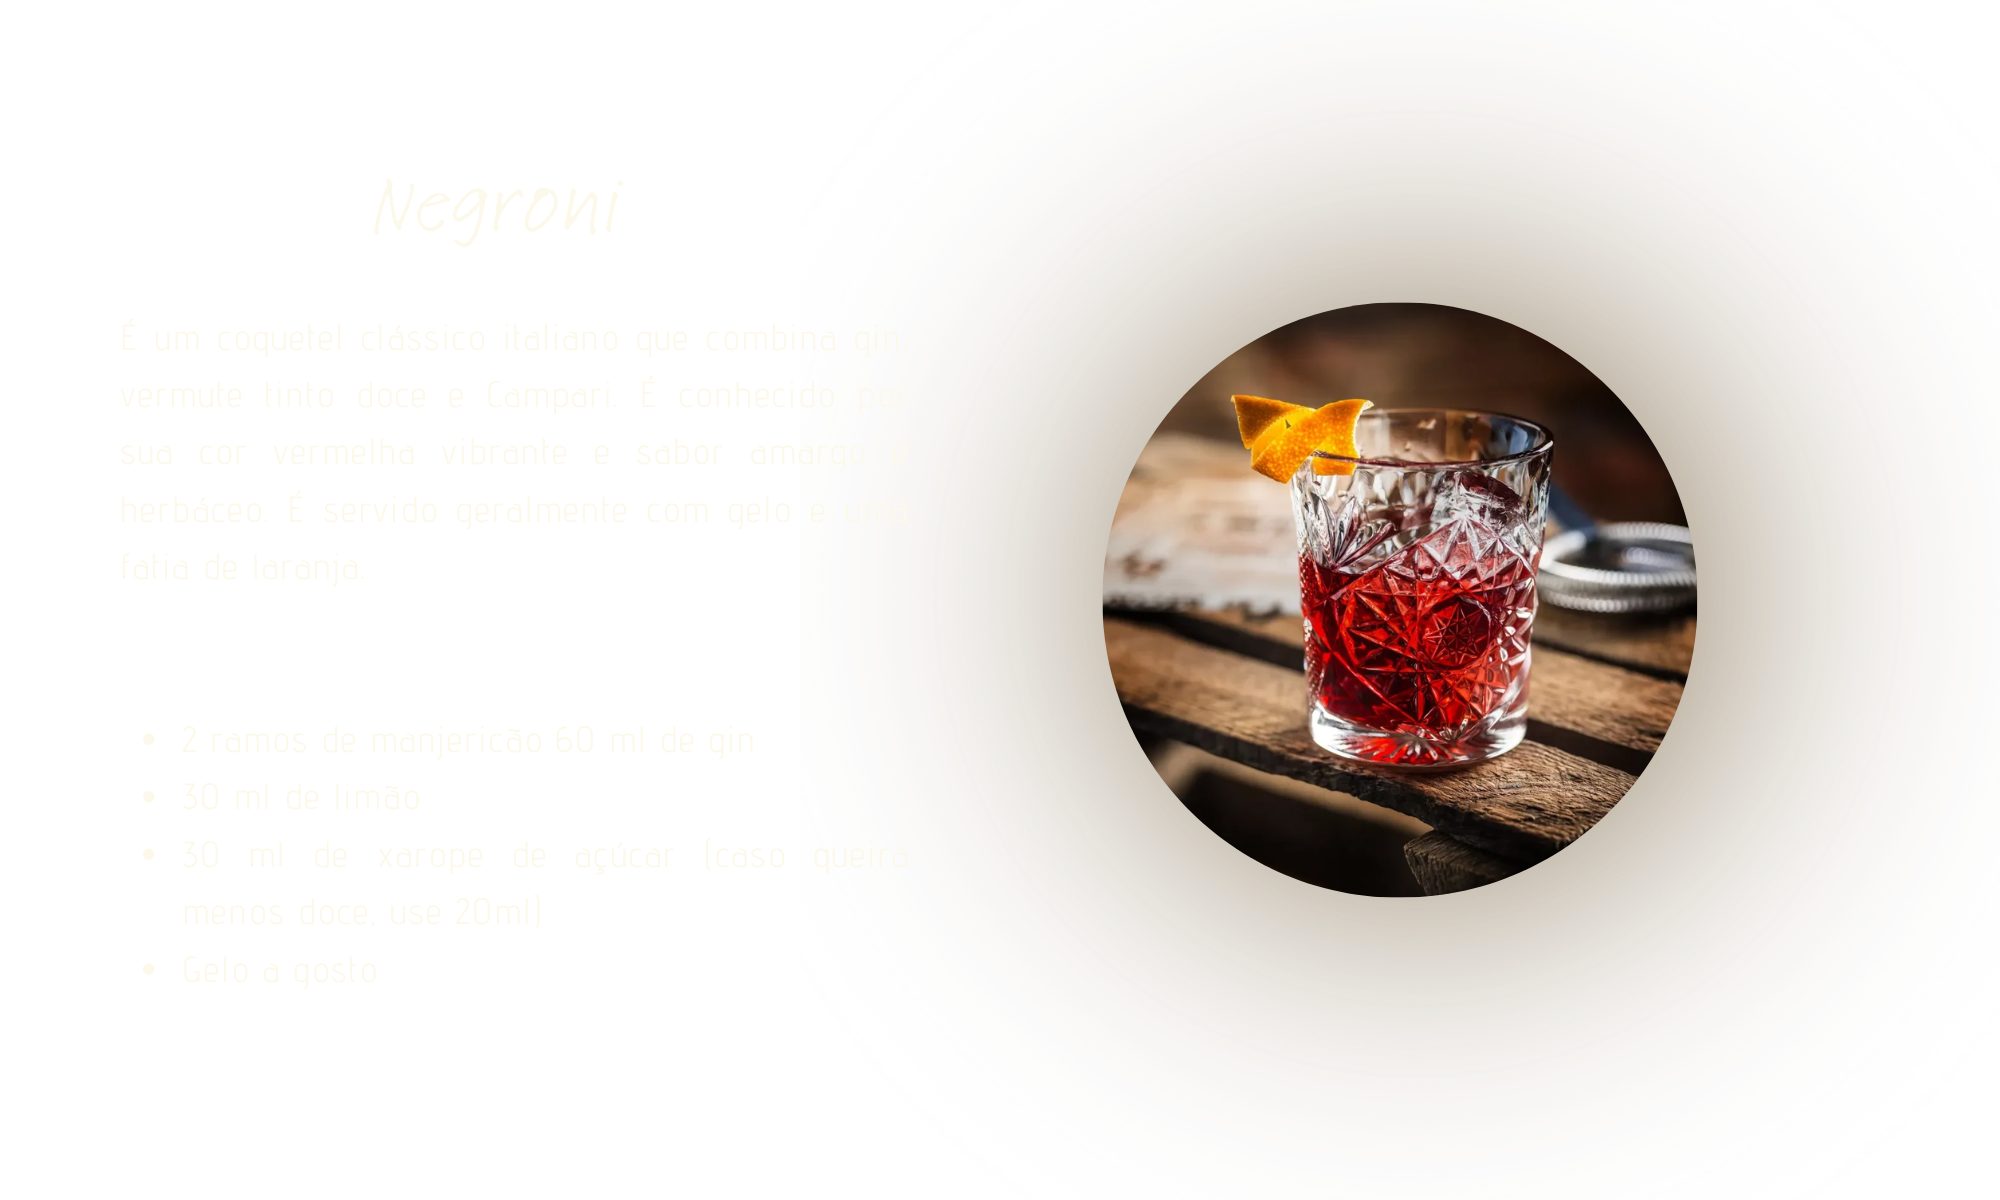 Negroni
É um coquetel clássico italiano que combina gin,
vermute tinto doce e Campari. É conhecido por
sua cor vermelha vibrante e sabor amargo e
herbáceo. É servido geralmente com gelo e uma
fatia de laranja.
• 2 ramos de manjericão 60 ml de gin
• 30 ml de limão
• 30 ml de xarope de açúcar (caso queira
menos doce, use 20ml)
• Gelo a gosto